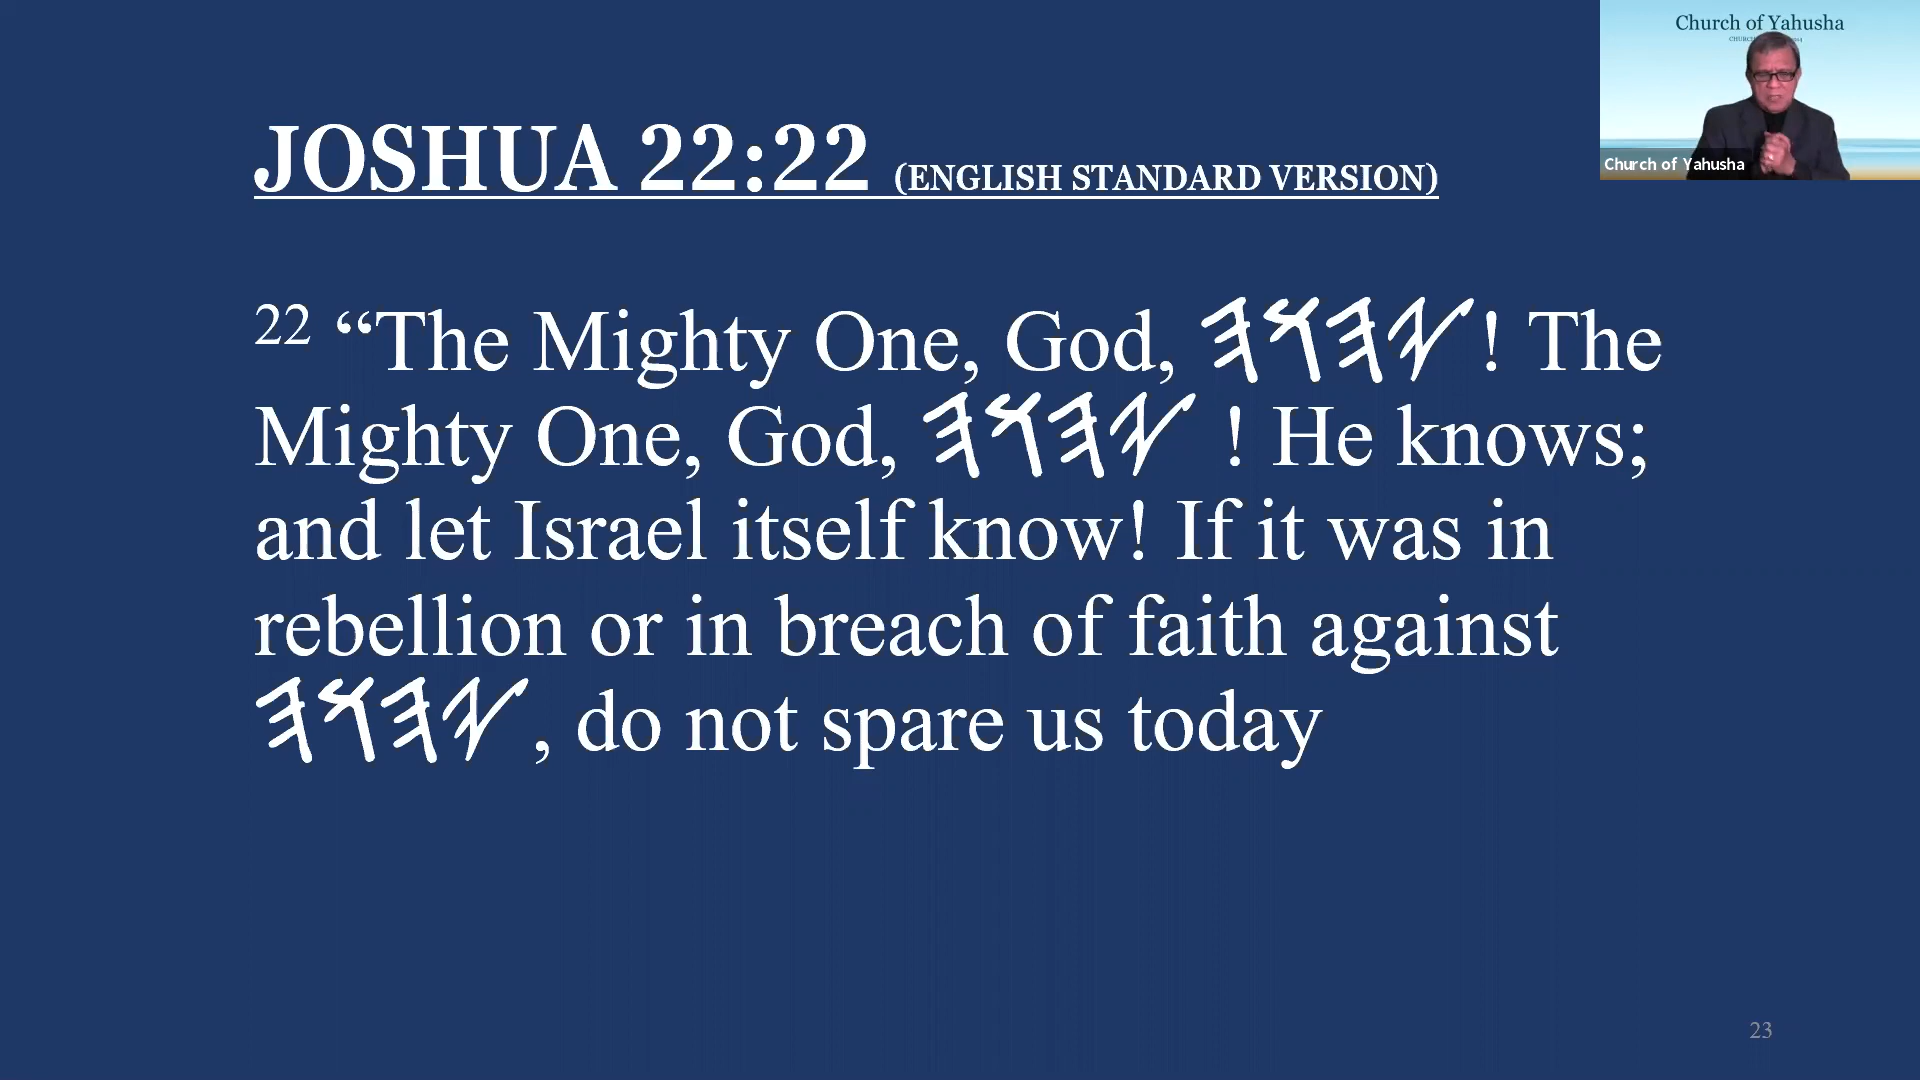 Church of Yahusha
Church of Yahusha
JOSHUA 22:22 (ENGLISH STANDARD VERSION)
22 “The Mighty One, God, 𐤉𐤄𐤅𐤄! The
Mighty One, God, 𐤉𐤄𐤅𐤄 ! He knows;
and let Israel itself know! If it was in
rebellion or in breach of faith against
𐤉𐤄𐤅𐤄, do not spare us today
23